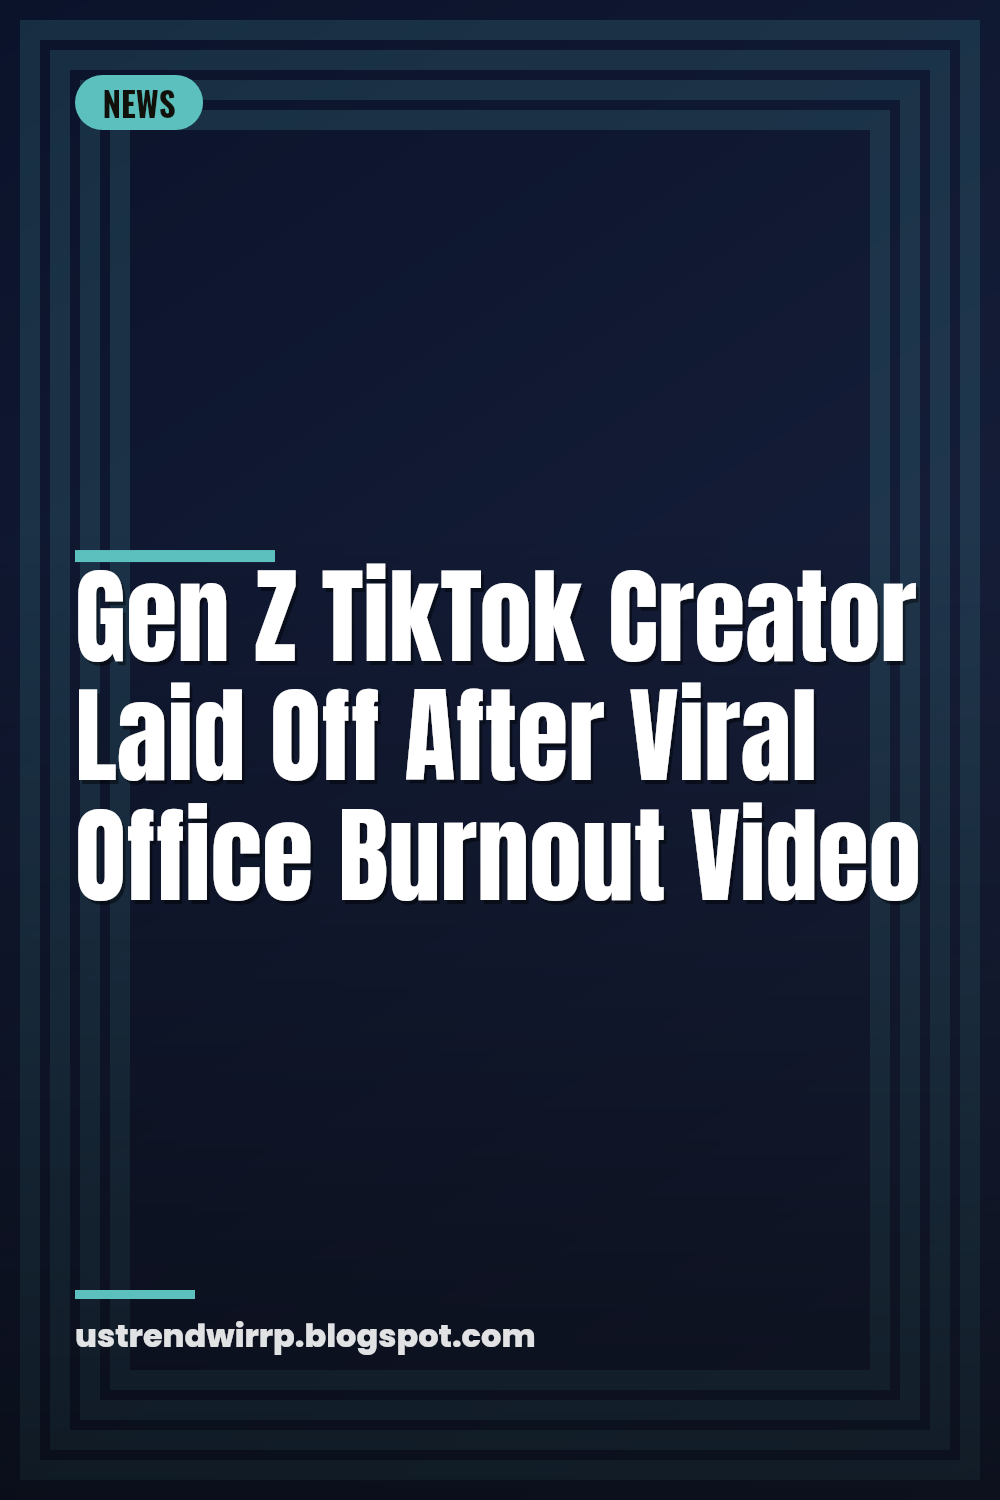 NEWS
Gen Z TikTok Creator
Laid Off After Viral
Office Burnout Video
ustrendwirrp.blogspot.com